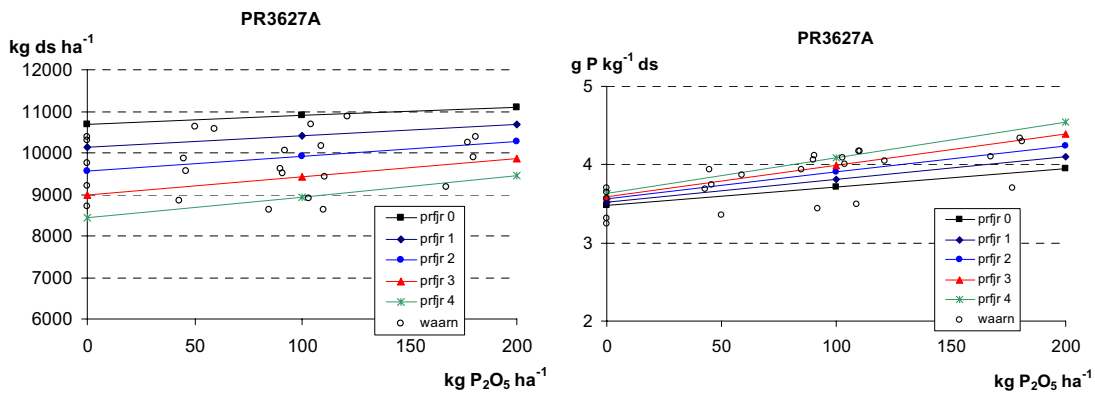 PR3627A
kg ds ha⁻¹
12000
11000
10000
9000
8000
7000
6000
0 50 100 150 200
kg P₂O₅ ha⁻¹
prfjr 0
prfjr 1
prfjr 2
prfjr 3
prfjr 4
waarn
PR3627A
g P kg⁻¹ ds
5
4
3
2
0 50 100 150 200
kg P₂O₅ ha⁻¹
prfjr 0
prfjr 1
prfjr 2
prfjr 3
prfjr 4
waarn